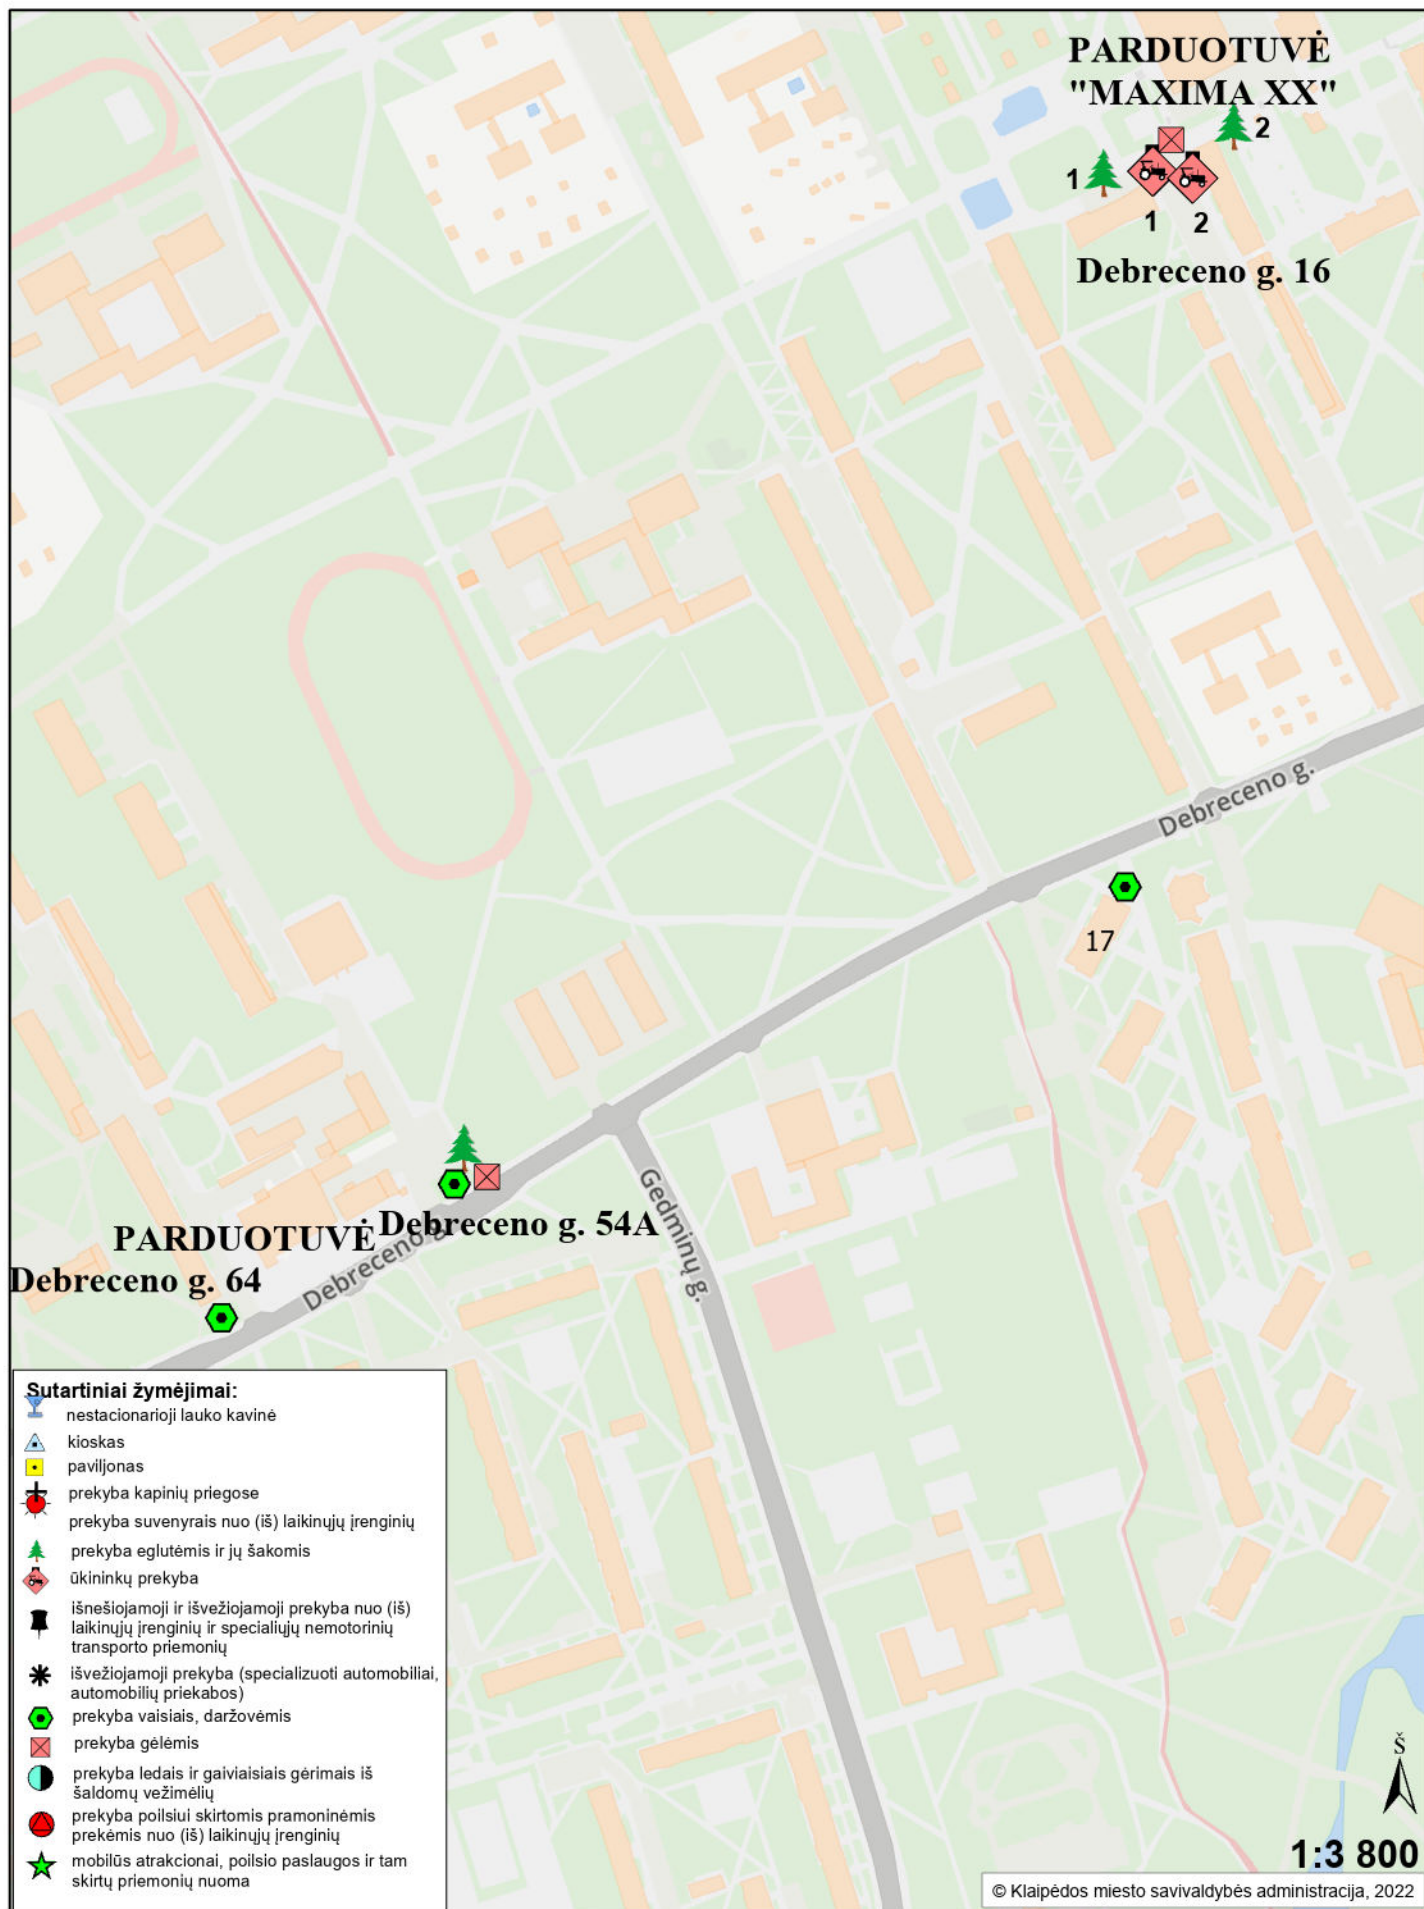 PARDUOTUVĖ
"MAXIMA XX"
2
1
1
2
Debreceno g. 16
Debreceno g.
17
Gedminų g.
Debreceno g. 54A
PARDUOTUVĖ
Debreceno g. 64
Debreceno g.
Sutartiniai žymėjimai:
nestacionarioji lauko kavinė
kioskas
paviljonas
prekyba kapinių priegose
prekyba suvenyrais nuo (iš) laikinųjų įrenginių
prekyba eglutėmis ir jų šakomis
ūkininkų prekyba
išnešiojamoji ir išvežiojamoji prekyba nuo (iš)
laikinųjų įrenginių ir specialiųjų nemotorinių
transporto priemonių
išvežiojamoji prekyba (specializuoti automobiliai,
automobilių priekabos)
prekyba vaisiais, daržovėmis
prekyba gėlėmis
prekyba ledais ir gaiviaisiais gėrimais iš
šaldomų vežimėlių
prekyba poilsiui skirtomis pramoninėmis
prekėmis nuo (iš) laikinųjų įrenginių
mobilūs atrakcionai, poilsio paslaugos ir tam
skirtų priemonių nuoma
Š
1:3 800
© Klaipėdos miesto savivaldybės administracija, 2022